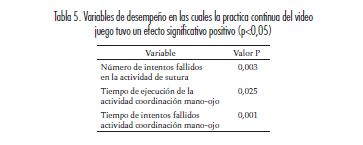 Tabla 5. Variables de desempeño en las cuales la practica continua del video
juego tuvo un efecto significativo positivo (p<0,05)
Variable Valor P
Número de intentos fallidos
en la actividad de sutura 0,003
Tiempo de ejecución de la
actividad coordinación mano-ojo 0,025
Tiempo de intentos fallidos
actividad coordinación mano-ojo 0,001